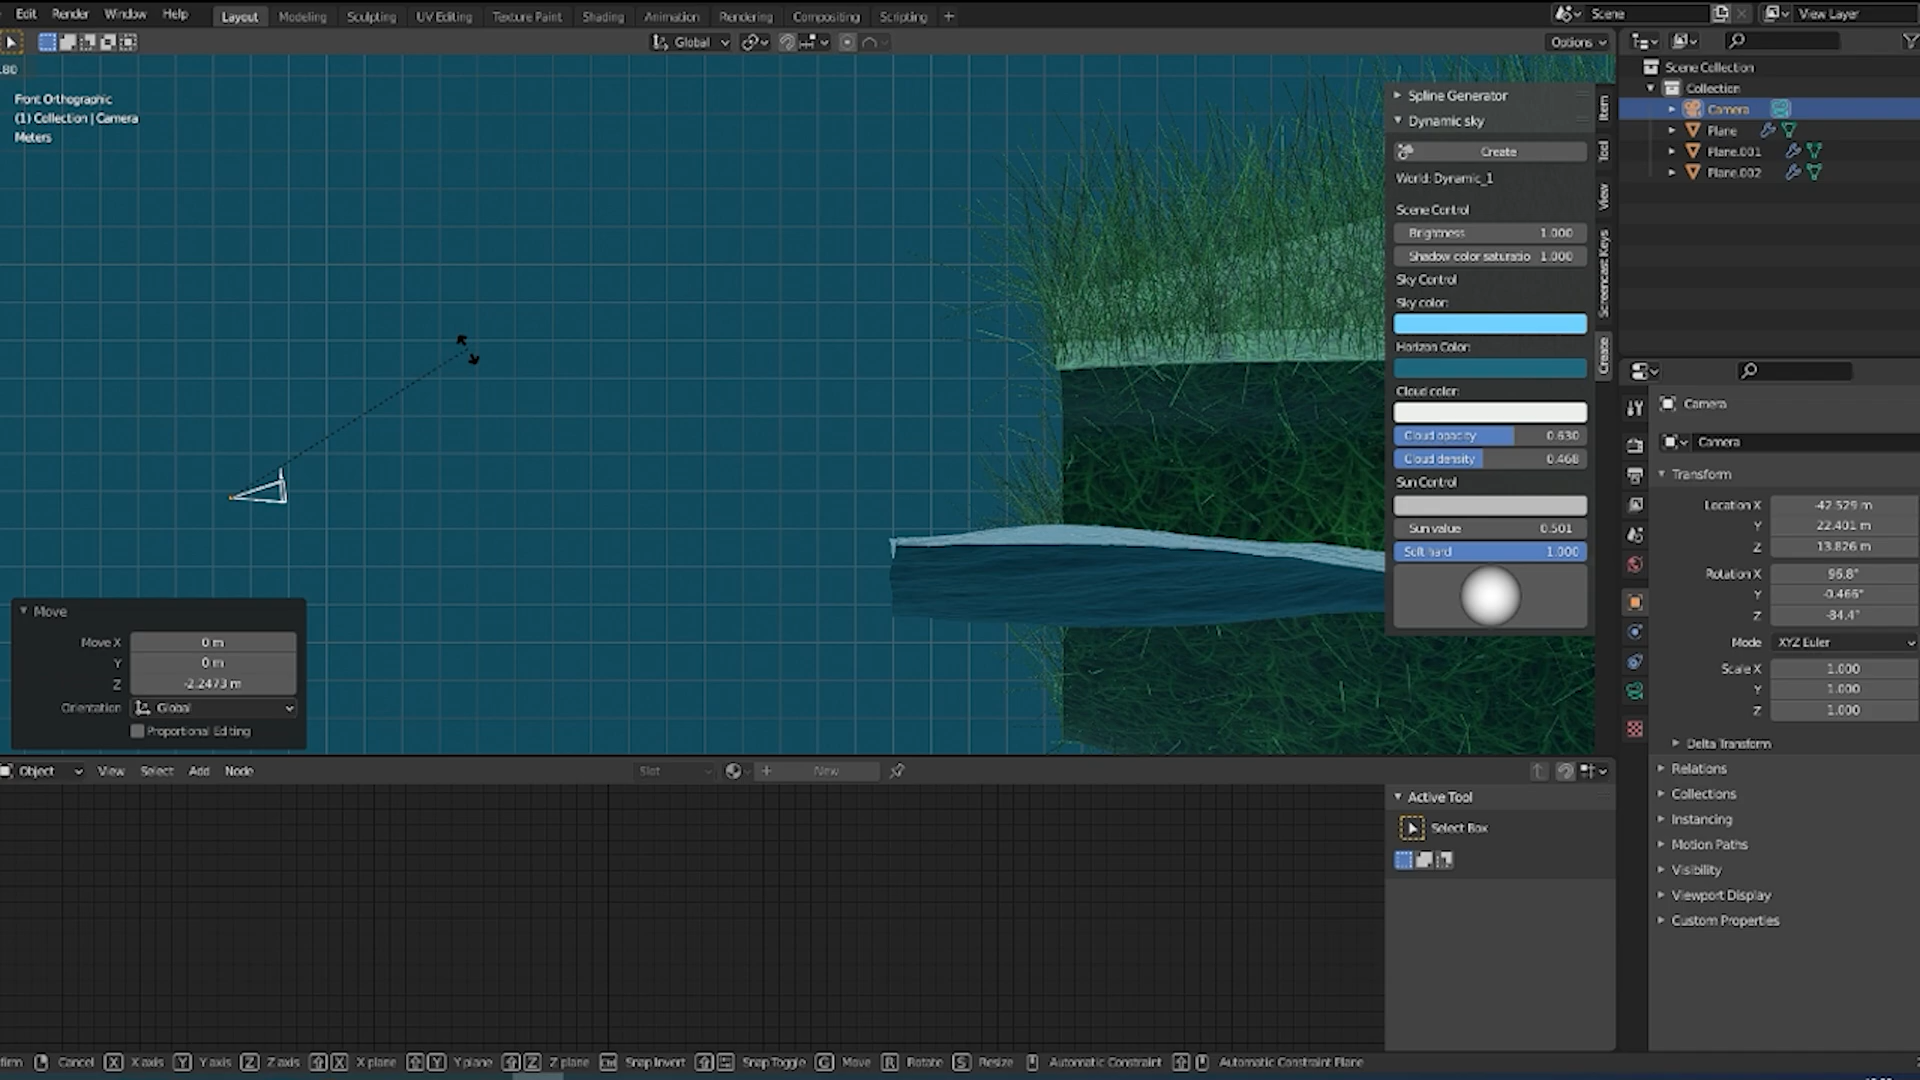 Edit Render Window Help Layout Modeling Sculpting UV Editing Texture Paint Shading Animation Rendering Compositing Scripting + Scene View Layer
Global Options
.80
Front Orthographic
(1) Collection | Camera
Meters
Spline Generator
Dynamic sky
Create
World: Dynamic_1
Scene Control
Brightness 1.000
Shadow color saturatio 1.000
Sky Control
Sky color:
Horizon Color:
Cloud color:
Cloud opacity 0.630
Cloud density 0.468
Sun Control
Sun value 0.501
Soft hard 1.000
Item
Tool
View
Screencast Keys
Create
Scene Collection
Collection
Camera
Plane
Plane.001
Plane.002
Camera
Camera
Transform
Location X -42.529 m
Y 22.401 m
Z 13.826 m
Rotation X 96.8°
Y -0.466°
Z -84.4°
Mode XYZ Euler
Scale X 1.000
Y 1.000
Z 1.000
Delta Transform
Relations
Collections
Instancing
Motion Paths
Visibility
Viewport Display
Custom Properties
Move
Move X 0 m
Y 0 m
Z -2.2473 m
Orientation Global
Proportional Editing
Object View Select Add Node Slot + New
Active Tool
Select Box
firm Cancel X X axis Y Y axis Z Z axis X X plane Y Y plane Z Z plane Snap Invert Snap Toggle G Move R Rotate S Resize Automatic Constraint Automatic Constraint Plane